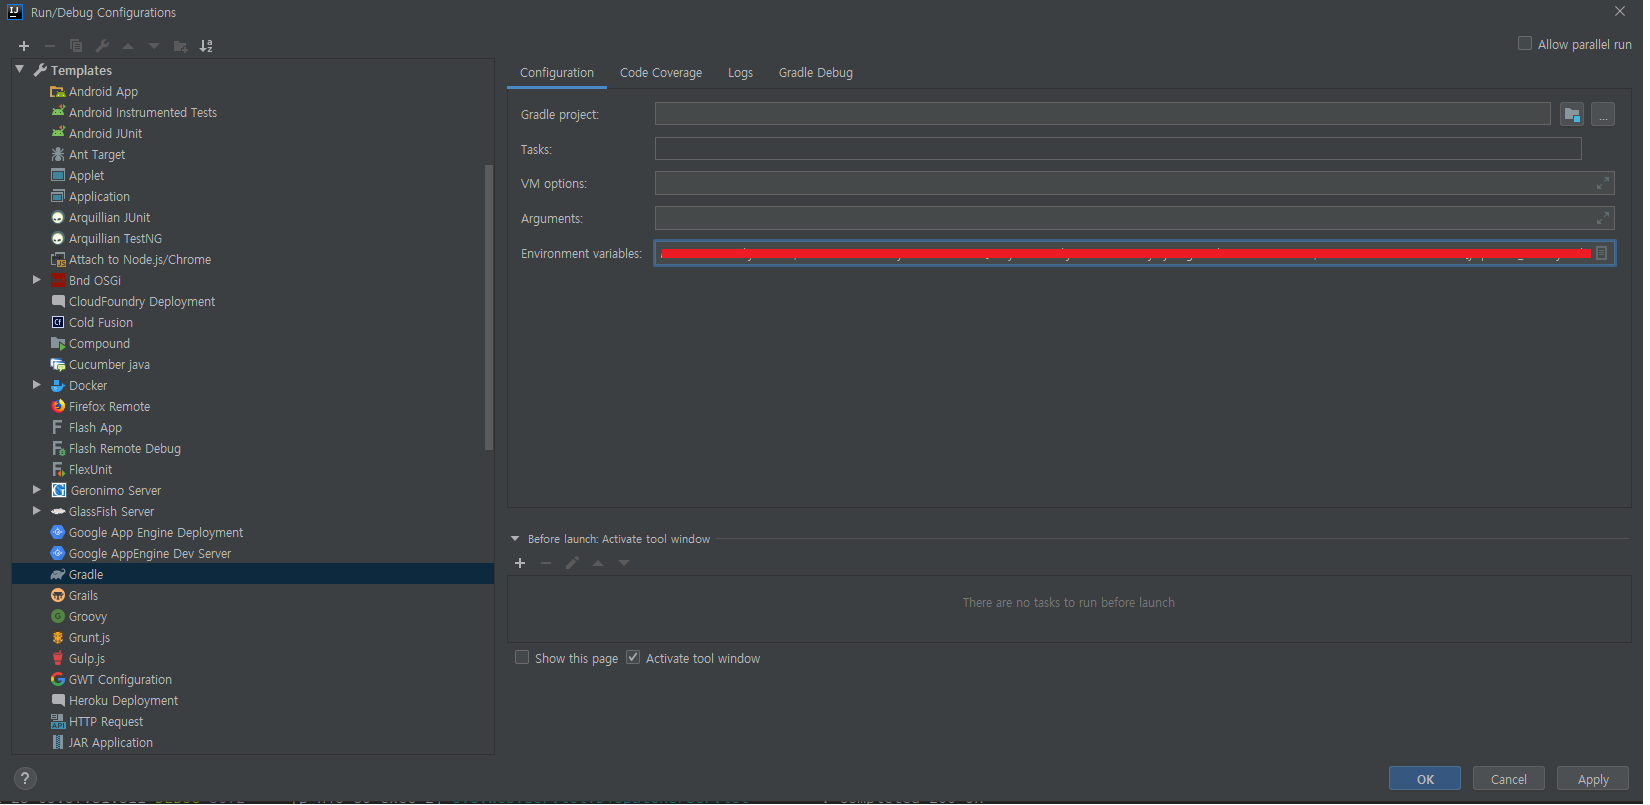 Run/Debug Configurations
Allow parallel run
Templates
Android App
Android Instrumented Tests
Android JUnit
Ant Target
Applet
Application
Arquillian JUnit
Arquillian TestNG
Attach to Node.js/Chrome
Bnd OSGi
CloudFoundry Deployment
Cold Fusion
Compound
Cucumber java
Docker
Firefox Remote
Flash App
Flash Remote Debug
FlexUnit
Geronimo Server
GlassFish Server
Google App Engine Deployment
Google AppEngine Dev Server
Gradle
Grails
Groovy
Grunt.js
Gulp.js
GWT Configuration
Heroku Deployment
HTTP Request
JAR Application
Configuration Code Coverage Logs Gradle Debug
Gradle project:
...
Tasks:
VM options:
Arguments:
Environment variables:
Before launch: Activate tool window
There are no tasks to run before launch
Show this page Activate tool window
? OK Cancel Apply